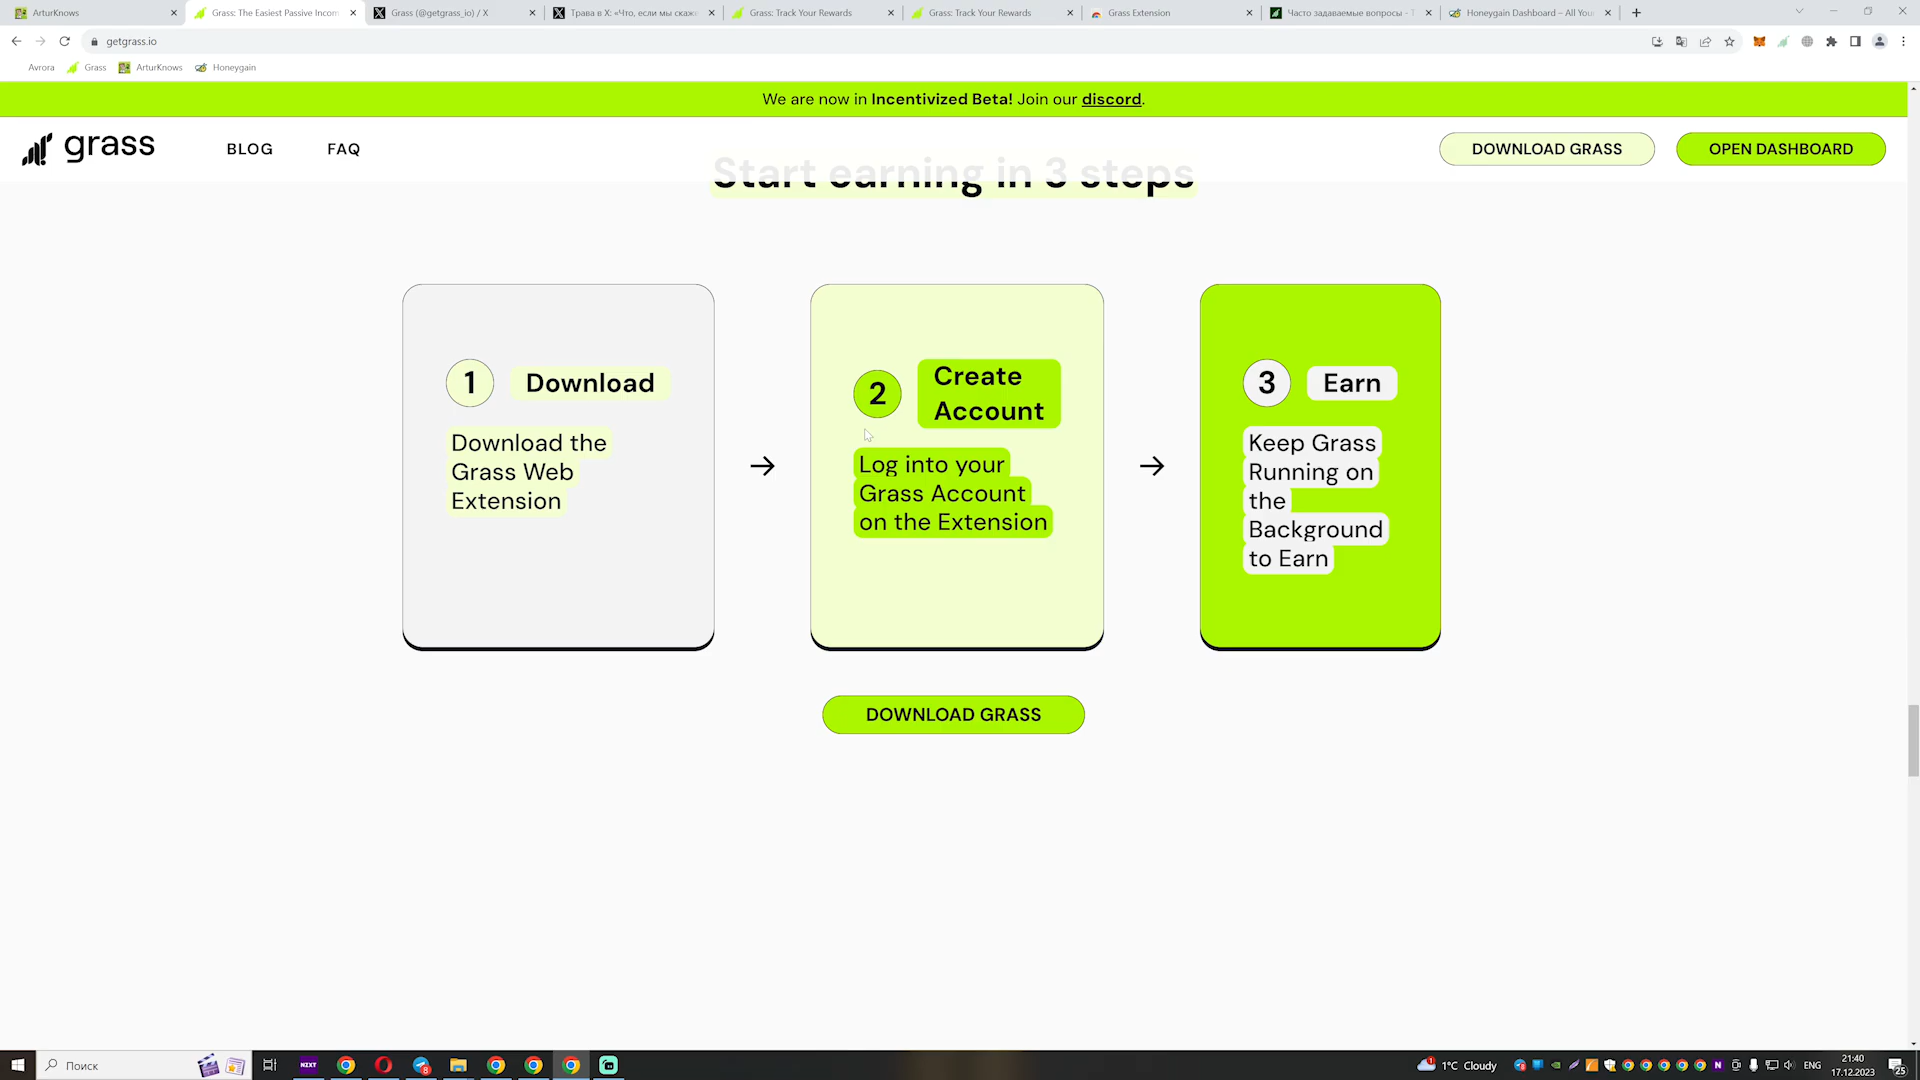 ArturKnows
Grass: The Easiest Passive Incom
Grass (@getgrass_io) / X
Трава в X: «Что, если мы скаже
Grass: Track Your Rewards
Grass: Track Your Rewards
Grass Extension
Часто задаваемые вопросы -
Honeygain Dashboard – All You
getgrass.io
Avrora
Grass
ArturKnows
Honeygain
We are now in Incentivized Beta! Join our discord.
grass
BLOG
FAQ
DOWNLOAD GRASS
OPEN DASHBOARD
Start earning in 3 steps
1 Download
Download the
Grass Web
Extension
2 Create
Account
Log into your
Grass Account
on the Extension
3 Earn
Keep Grass
Running on
the
Background
to Earn
DOWNLOAD GRASS
Поиск
NIXT
8
1
1°C Cloudy
N
ENG
21:40
17.12.2023
25